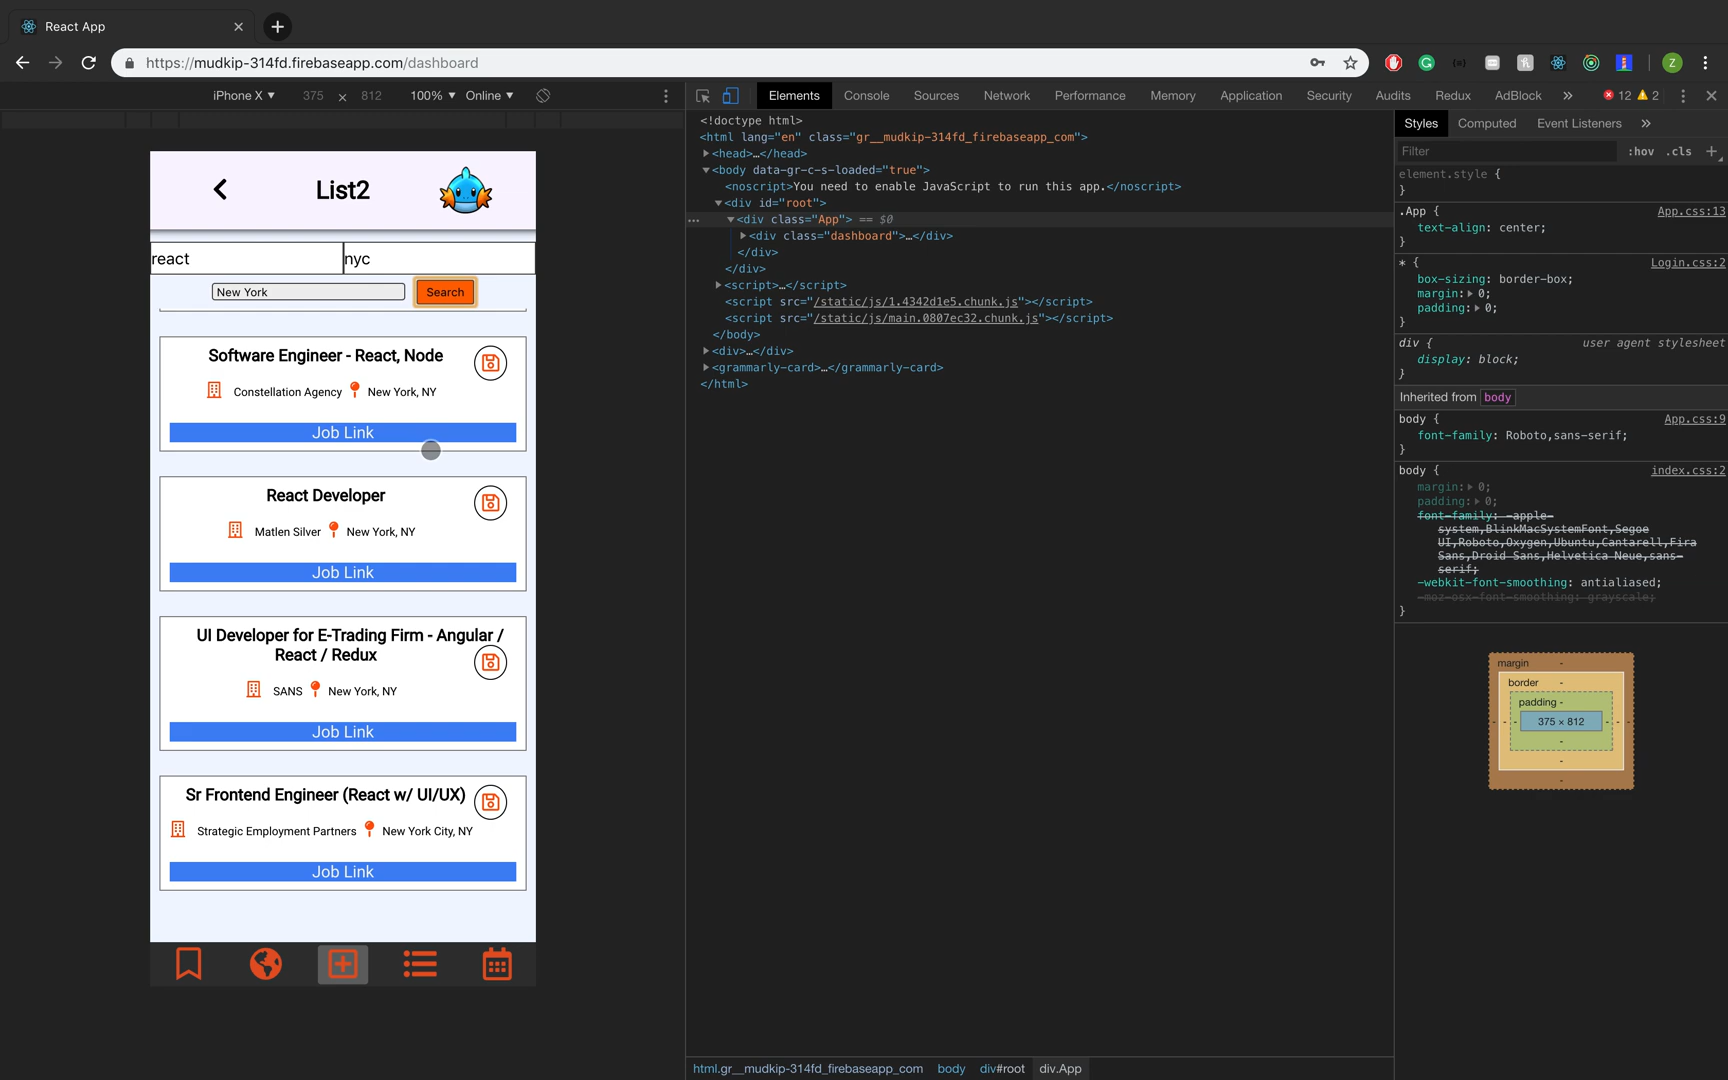 React App
https://mudkip-314fd.firebaseapp.com/dashboard
Z
iPhone X ▼ 375 × 812 100% ▼ Online ▼
List2
react
nyc
New York
Search
Software Engineer - React, Node
Constellation Agency New York, NY
Job Link
React Developer
Matlen Silver New York, NY
Job Link
UI Developer for E-Trading Firm - Angular /
React / Redux
SANS New York, NY
Job Link
Sr Frontend Engineer (React w/ UI/UX)
Strategic Employment Partners New York City, NY
Job Link
Elements Console Sources Network Performance Memory Application Security Audits Redux AdBlock » 12 2
<!doctype html>
<html lang="en" class="gr__mudkip-314fd_firebaseapp_com">
<head>…</head>
<body data-gr-c-s-loaded="true">
<noscript>You need to enable JavaScript to run this app.</noscript>
<div id="root">
<div class="App"> == $0
<div class="dashboard">…</div>
</div>
</div>
<script>…</script>
<script src="/static/js/1.4342d1e5.chunk.js"></script>
<script src="/static/js/main.0807ec32.chunk.js"></script>
</body>
<div>…</div>
<grammarly-card>…</grammarly-card>
</html>
html.gr__mudkip-314fd_firebaseapp_com body div#root div.App
Styles Computed Event Listeners »
Filter :hov .cls +
element.style {
}
.App { App.css:13
text-align: center;
}
* { Login.css:2
box-sizing: border-box;
margin: 0;
padding: 0;
}
div { user agent stylesheet
display: block;
}
Inherited from body
body { App.css:9
font-family: Roboto,sans-serif;
}
body { index.css:2
margin: 0;
padding: 0;
font-family: -apple-
system,BlinkMacSystemFont,Segoe
UI,Roboto,Oxygen,Ubuntu,Cantarell,Fira
Sans,Droid Sans,Helvetica Neue,sans-
serif;
-webkit-font-smoothing: antialiased;
-moz-osx-font-smoothing: grayscale;
}
margin -
border -
padding -
- - - 375 × 812 - - -
-
-
-